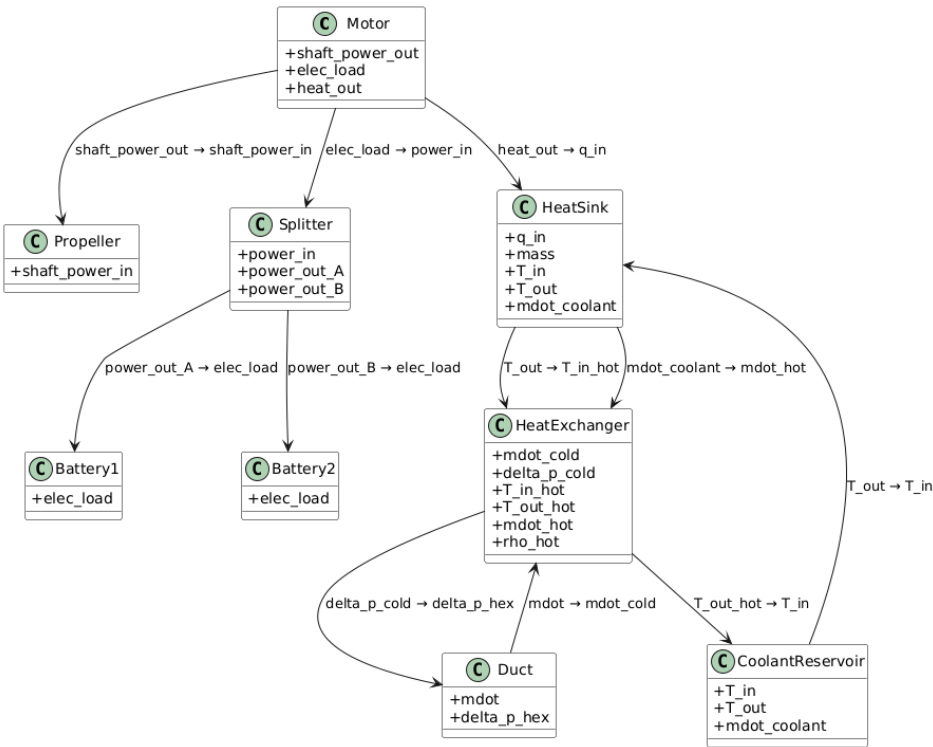 C Motor
+shaft_power_out
+elec_load
+heat_out
shaft_power_out → shaft_power_in
elec_load → power_in
heat_out → q_in
C Propeller
+shaft_power_in
C Splitter
+power_in
+power_out_A
+power_out_B
C HeatSink
+q_in
+mass
+T_in
+T_out
+mdot_coolant
power_out_A → elec_load
power_out_B → elec_load
T_out → T_in_hot
mdot_coolant → mdot_hot
C Battery1
+elec_load
C Battery2
+elec_load
C HeatExchanger
+mdot_cold
+delta_p_cold
+T_in_hot
+T_out_hot
+mdot_hot
+rho_hot
T_out → T_in
delta_p_cold → delta_p_hex
mdot → mdot_cold
T_out_hot → T_in
C Duct
+mdot
+delta_p_hex
C CoolantReservoir
+T_in
+T_out
+mdot_coolant